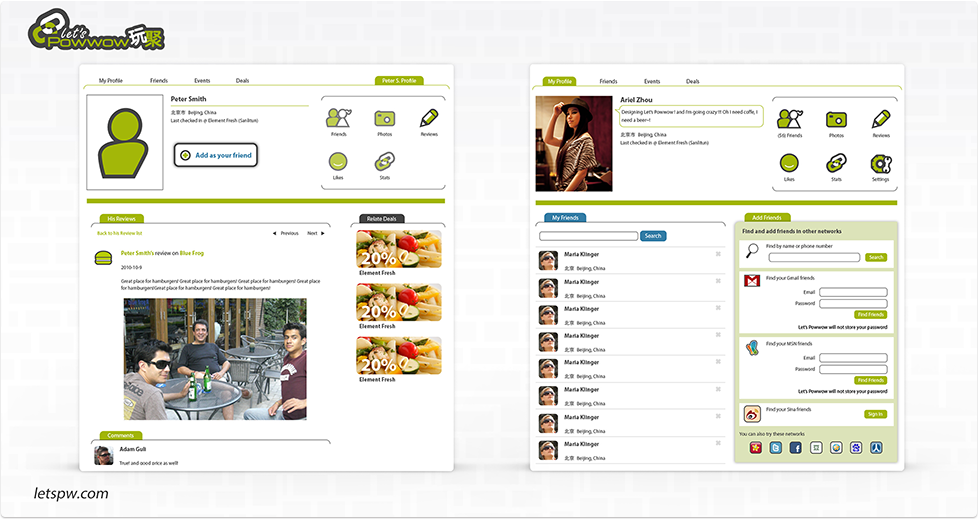 let's
Powwow玩聚
My Profile
Friends
Events
Deals
Peter S. Profile
Peter Smith
北京市 Beijing, China
Last checked in @ Element Fresh (Sanlitun)
Add as your friend
Friends
Photos
Reviews
Likes
Stats
His Reviews
Back to his Review list
Previous
Next
Peter Smith's review on Blue Frog
2010-10-9
Great place for hamburgers! Great place for hamburgers! Great place for hamburgers! Great
place for hamburgers!Great place for hamburgers! Great place for hamburgers!
Relate Deals
20%
Element Fresh
20%
Element Fresh
20%
Element Fresh
Comments
Adam Guli
True! and good price as well!
My Profile
Friends
Events
Deals
Ariel Zhou
Designing Let's Powwow ! and I'm going crazy!!! Oh I need coffe, I
need a beer~!
北京市 Beijing, China
Last checked in @ Element Fresh (Sanlitun)
(50) Friends
Photos
Reviews
Likes
Stats
Settings
My Friends
Search
Maria Klinger
北京 Beijing, China
Maria Klinger
北京 Beijing, China
Maria Klinger
北京 Beijing, China
Maria Klinger
北京 Beijing, China
Maria Klinger
北京 Beijing, China
Maria Klinger
北京 Beijing, China
Maria Klinger
北京 Beijing, China
Maria Klinger
北京 Beijing, China
Add Friends
Find and add friends in other networks
Find by name or phone number
Search
Find your Gmail friends
Email
Password
Find Friends
Let's Powwow will not store your password
Find your MSN friends
Email
Password
Find Friends
Let's Powwow will not store your password
Find your Sina friends
Sign in
You can also try these networks
letspw.com